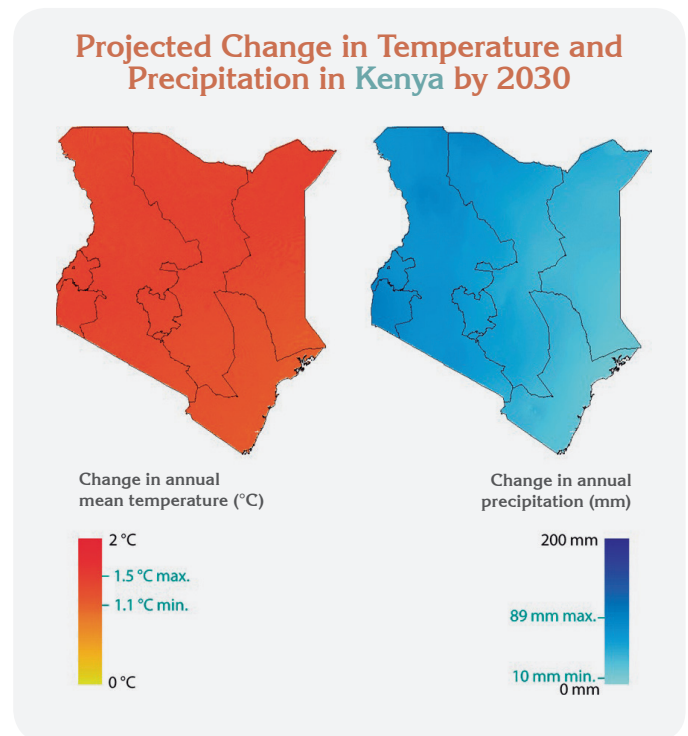 Projected Change in Temperature and
Precipitation in Kenya by 2030
Change in annual
mean temperature (°C)
2 °C
1.5 °C max.
1.1 °C min.
0 °C
Change in annual
precipitation (mm)
200 mm
89 mm max.
10 mm min.
0 mm